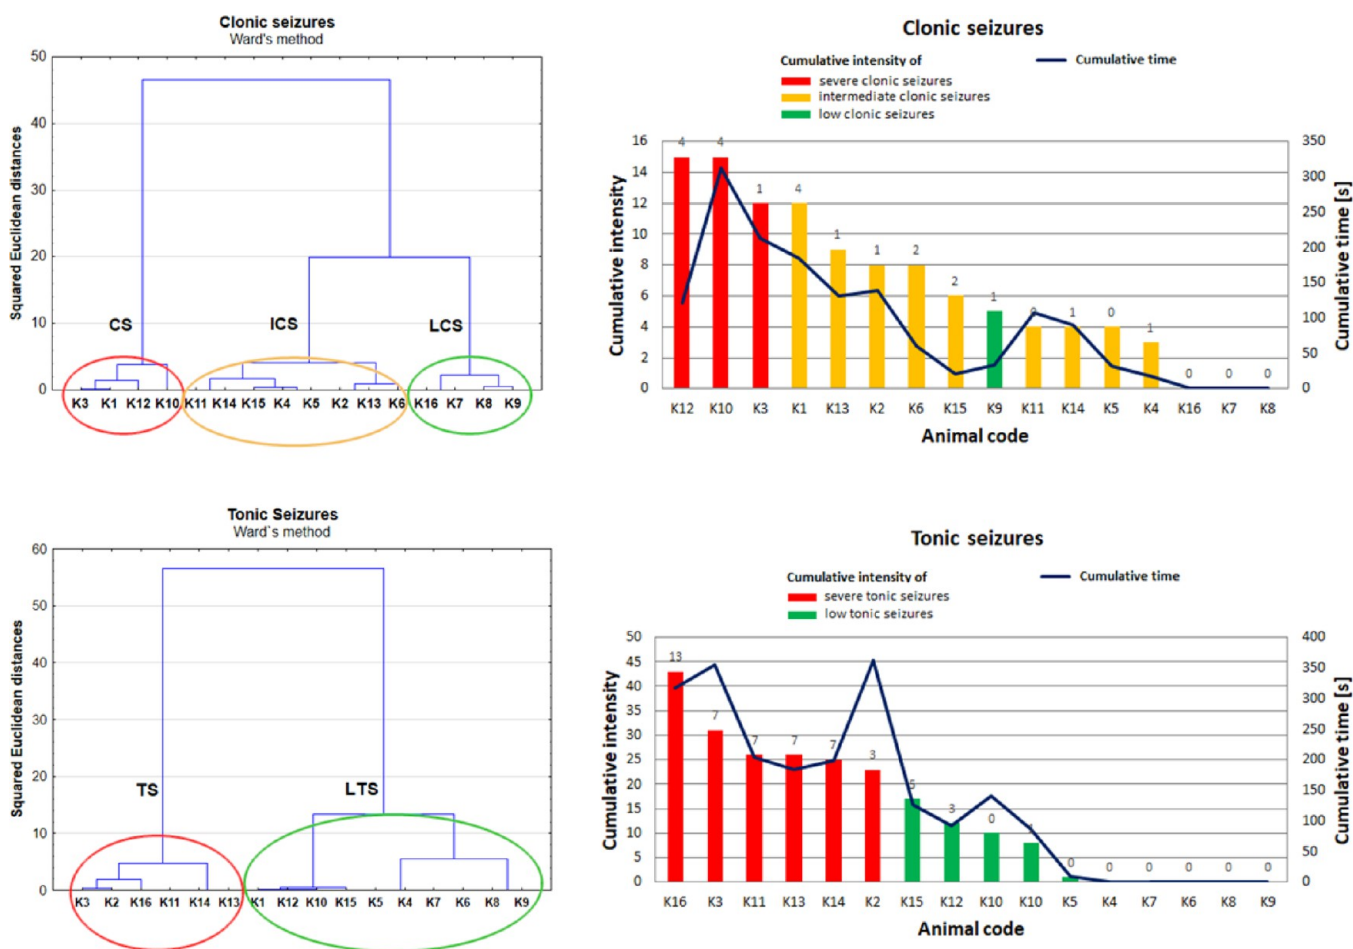 Clonic seizures
Ward's method
Squared Euclidean distances
50
40
30
20
10
0
CS
ICS
LCS
K3 K1 K12 K10 K11 K14 K15 K4 K5 K2 K13 K6 K16 K7 K8 K9
Clonic seizures
Cumulative intensity of
Cumulative time
severe clonic seizures
intermediate clonic seizures
low clonic seizures
Cumulative intensity
16
14
12
10
8
6
4
2
0
4 4 1 4 1 1 2 2 1 0 1 0 1 0 0 0
350
300
250
200
150
100
50
0
Cumulative time [s]
K12 K10 K3 K1 K13 K2 K6 K15 K9 K11 K14 K5 K4 K16 K7 K8
Animal code
Tonic Seizures
Ward`s method
Squared Euclidean distances
60
50
40
30
20
10
0
TS
LTS
K3 K2 K16 K11 K14 K13 K1 K12 K10 K15 K5 K4 K7 K6 K8 K9
Tonic seizures
Cumulative intensity of
Cumulative time
severe tonic seizures
low tonic seizures
Cumulative intensity
50
45
40
35
30
25
20
15
10
5
0
13 7 7 7 7 3 5 3 0 1 0 0 0 0 0 0
400
350
300
250
200
150
100
50
0
Cumulative time [s]
K16 K3 K11 K13 K14 K2 K15 K12 K10 K10 K5 K4 K7 K6 K8 K9
Animal code